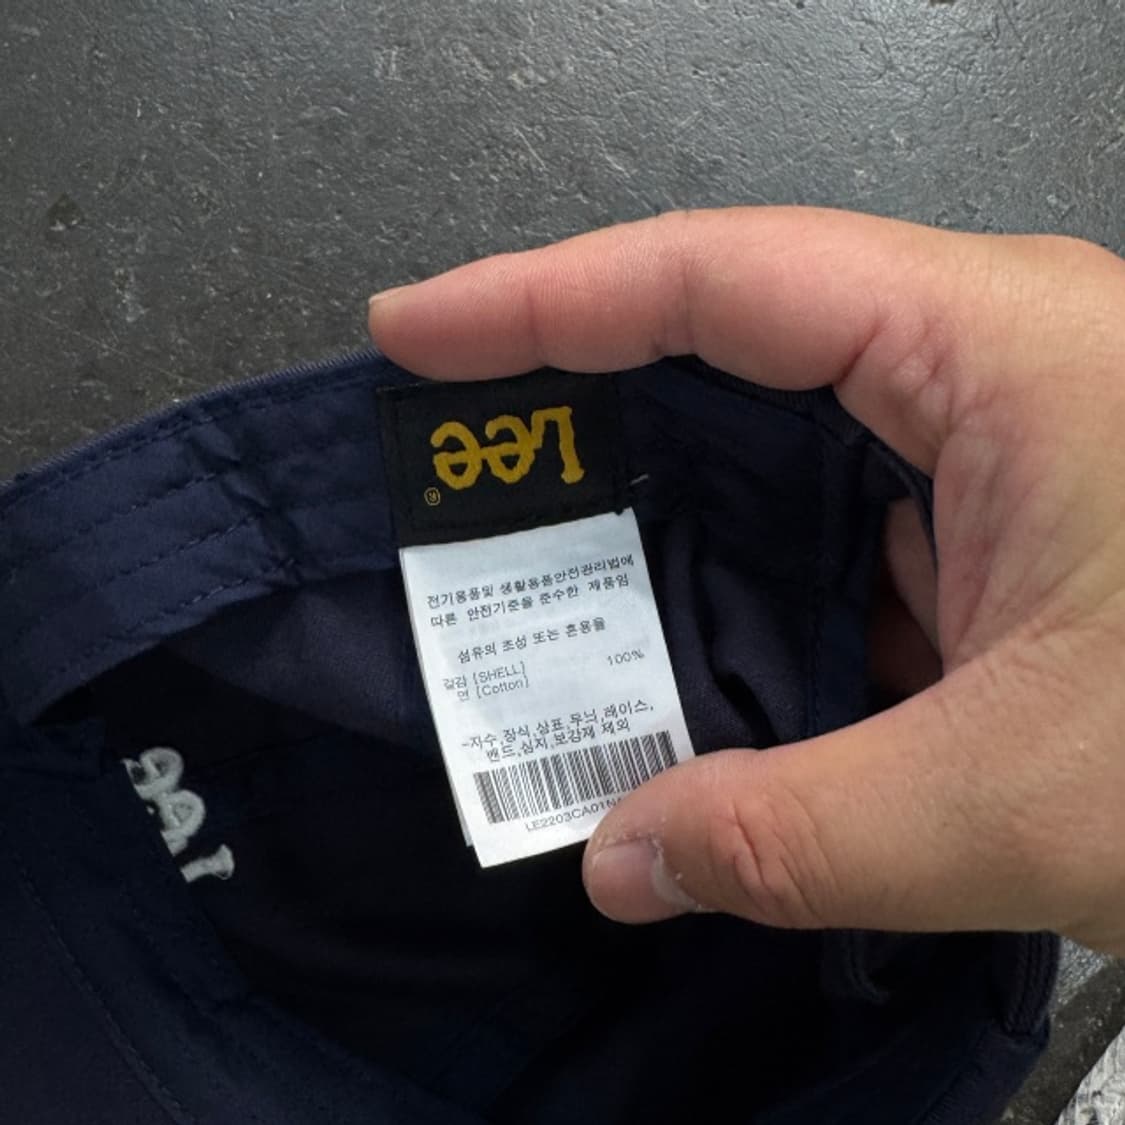 Lee
®
전기용품및 생활용품안전관리법에
따른 안전기준을 준수한 제품임
섬유의 조성 또는 혼용율
겉감 [SHELL]
면 [Cotton] 100%
-자수,장식,상표,무늬,레이스,
밴드,심지,보강재 제외
LE2203CA01N
Lee